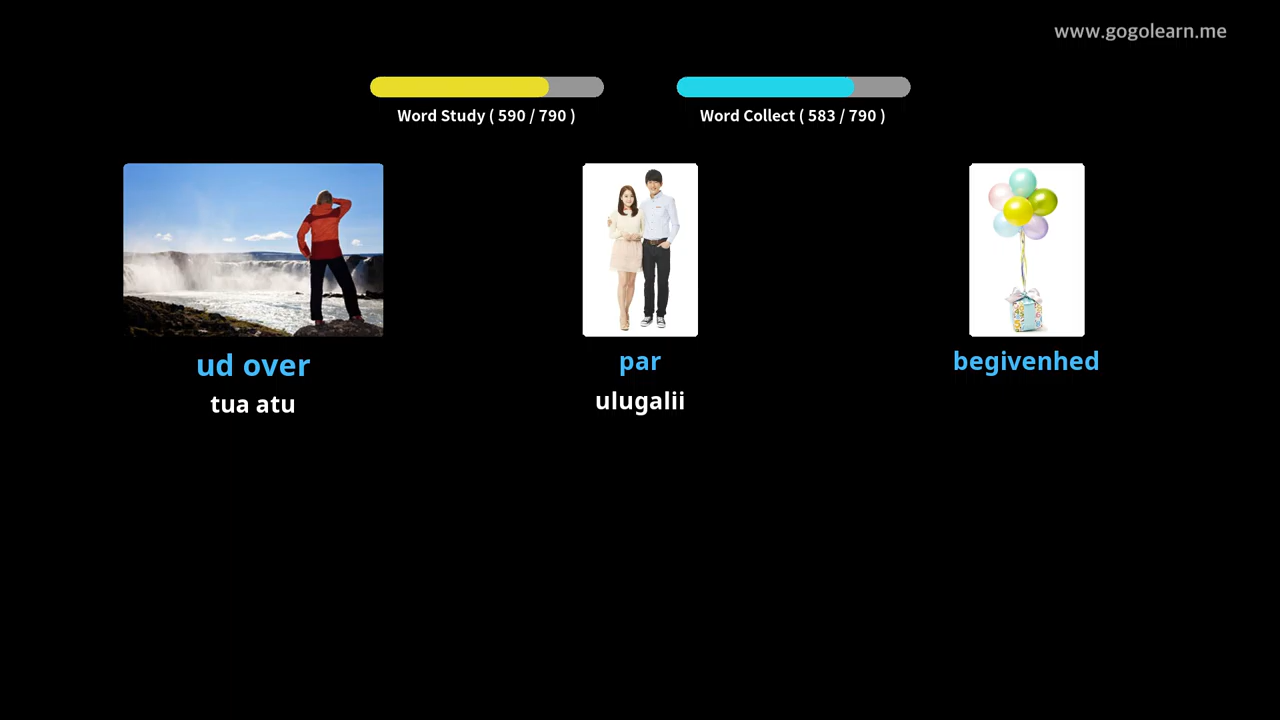 www.gogolearn.me
Word Study ( 590 / 790 )
Word Collect ( 583 / 790 )
ud over
par
begivenhed
tua atu
ulugalii